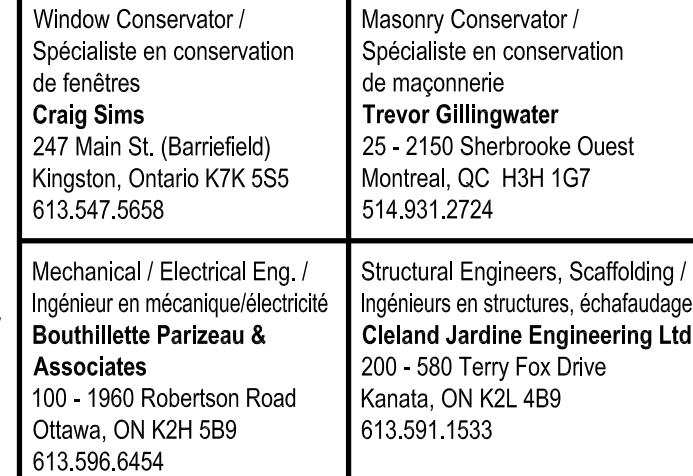 Window Conservator /
Spécialiste en conservation
de fenêtres
Craig Sims
247 Main St. (Barriefield)
Kingston, Ontario K7K 5S5
613.547.5658
Masonry Conservator /
Spécialiste en conservation
de maçonnerie
Trevor Gillingwater
25 - 2150 Sherbrooke Ouest
Montreal, QC H3H 1G7
514.931.2724
Mechanical / Electrical Eng. /
Ingénieur en mécanique/électricité
Bouthillette Parizeau &
Associates
100 - 1960 Robertson Road
Ottawa, ON K2H 5B9
613.596.6454
Structural Engineers, Scaffolding /
Ingénieurs en structures, échafaudage
Cleland Jardine Engineering Ltd
200 - 580 Terry Fox Drive
Kanata, ON K2L 4B9
613.591.1533